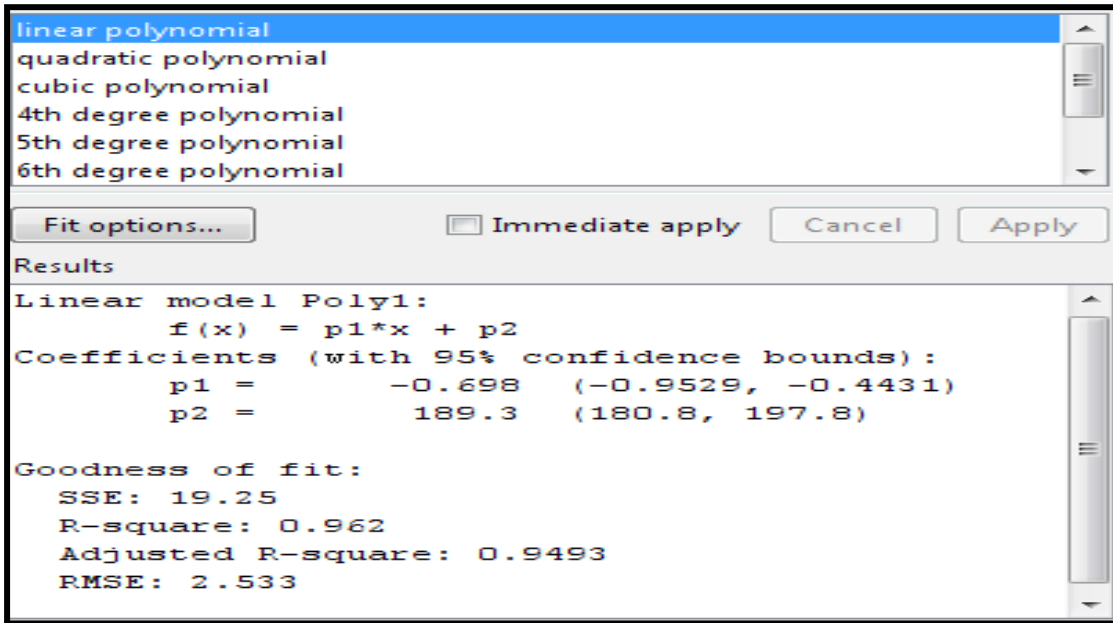 linear polynomial
quadratic polynomial
cubic polynomial
4th degree polynomial
5th degree polynomial
6th degree polynomial
Fit options... Immediate apply Cancel Apply
Results
Linear model Poly1:
f(x) = p1*x + p2
Coefficients (with 95% confidence bounds):
p1 = -0.698 (-0.9529, -0.4431)
p2 = 189.3 (180.8, 197.8)
Goodness of fit:
SSE: 19.25
R-square: 0.962
Adjusted R-square: 0.9493
RMSE: 2.533